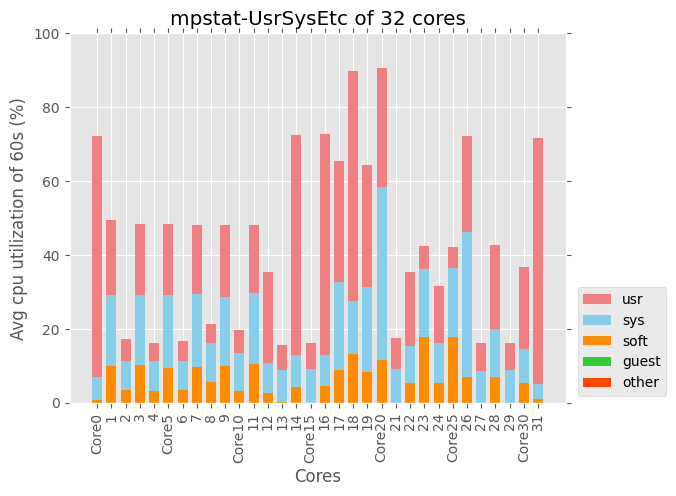 mpstat-UsrSysEtc of 32 cores
Avg cpu utilization of 60s (%)
100
80
60
40
20
0
Core0
1
2
3
4
Core5
6
7
8
9
Core10
11
12
13
14
Core15
16
17
18
19
Core20
21
22
23
24
Core25
26
27
28
29
Core30
31
Cores
usr
sys
soft
guest
other